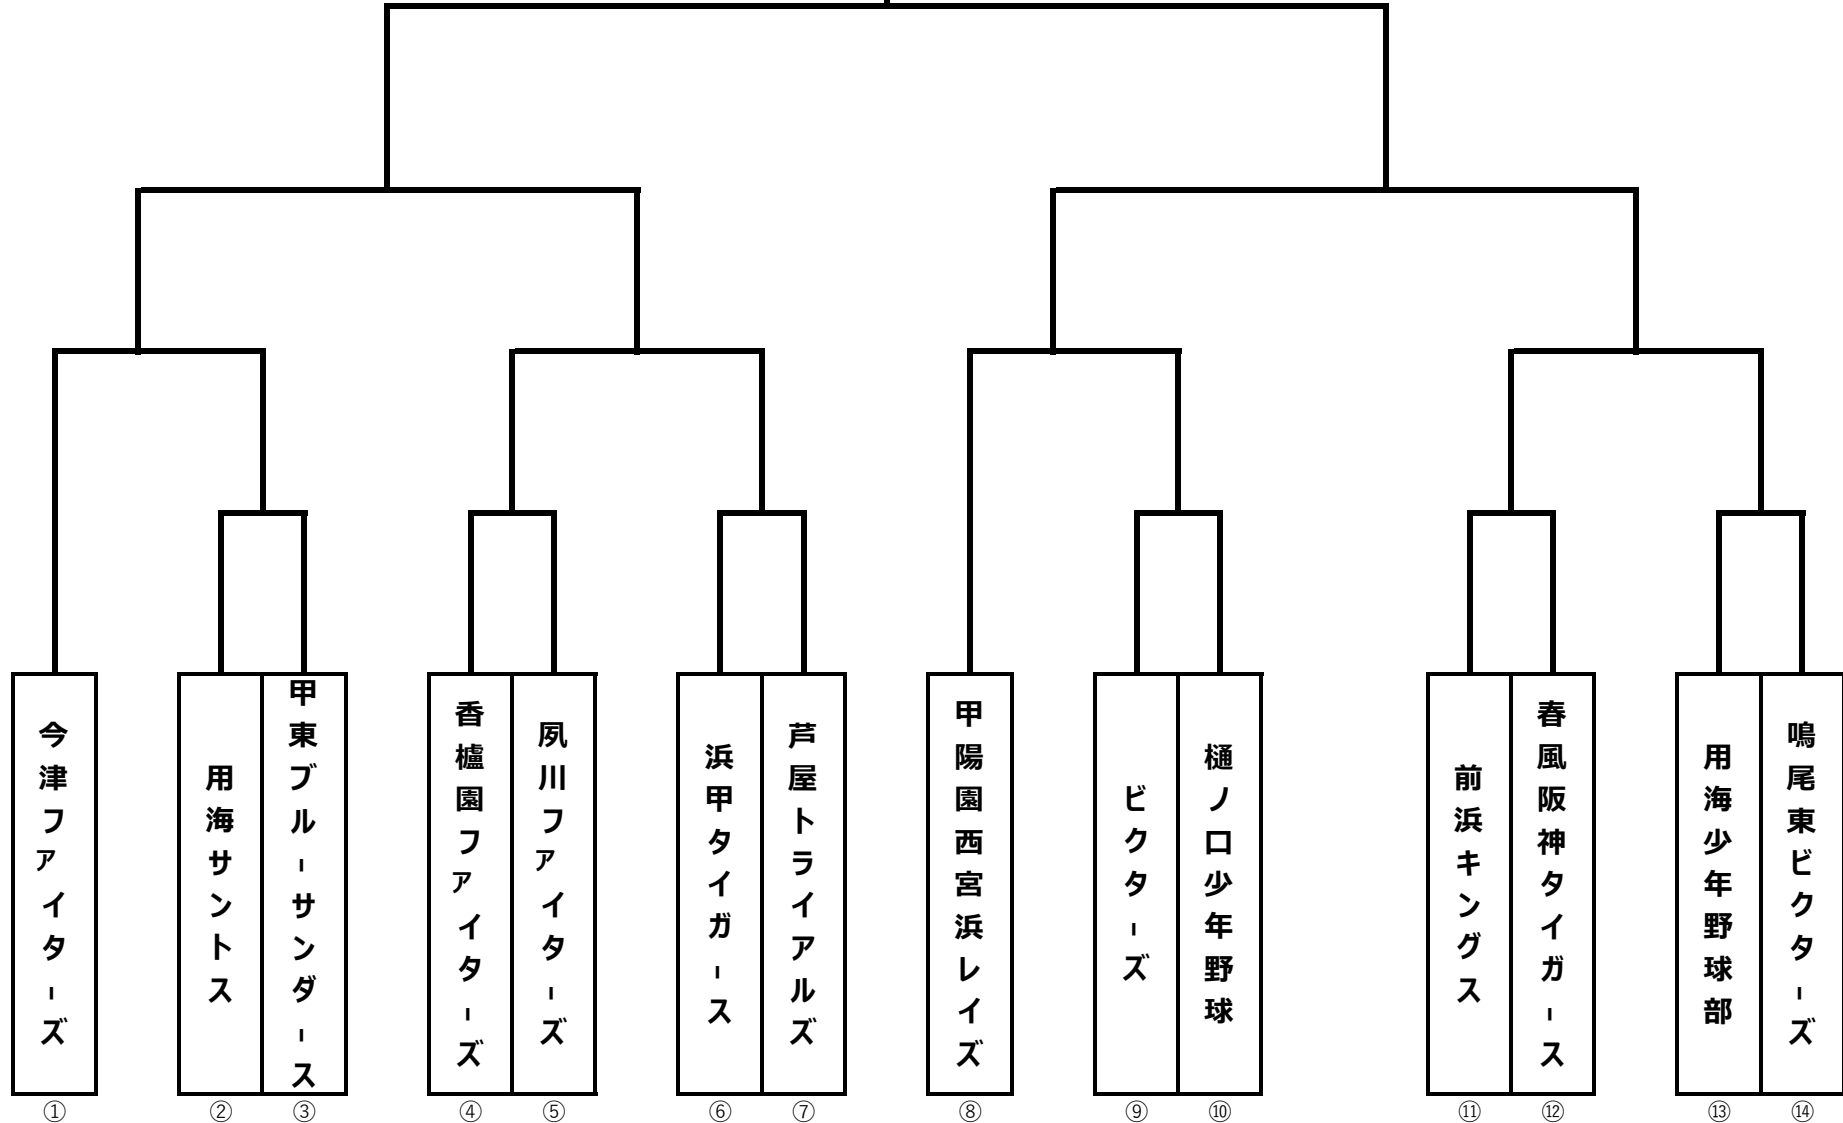 今津ファイターズ
用海サントス
甲東ブルーサンダース
香櫨園ファイターズ
夙川ファイターズ
浜甲タイガース
芦屋トライアルズ
甲陽園西宮浜レイズ
ビクターズ
樋ノ口少年野球
前浜キングス
春風阪神タイガース
用海少年野球部
鳴尾東ビクターズ
① ② ③ ④ ⑤ ⑥ ⑦ ⑧ ⑨ ⑩ ⑪ ⑫ ⑬ ⑭